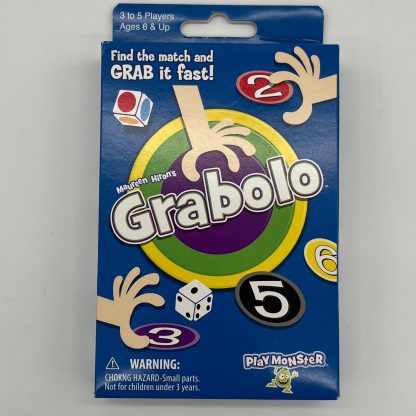 3 to 5 Players
Ages 6 & Up
Find the match and
GRAB it fast!
2
Maureen Hiron's
Grabolo
6
5
3
PLAY MONSTER
⚠ WARNING:
CHOKNG HAZARD-Small parts.
Not for children under 3 years.